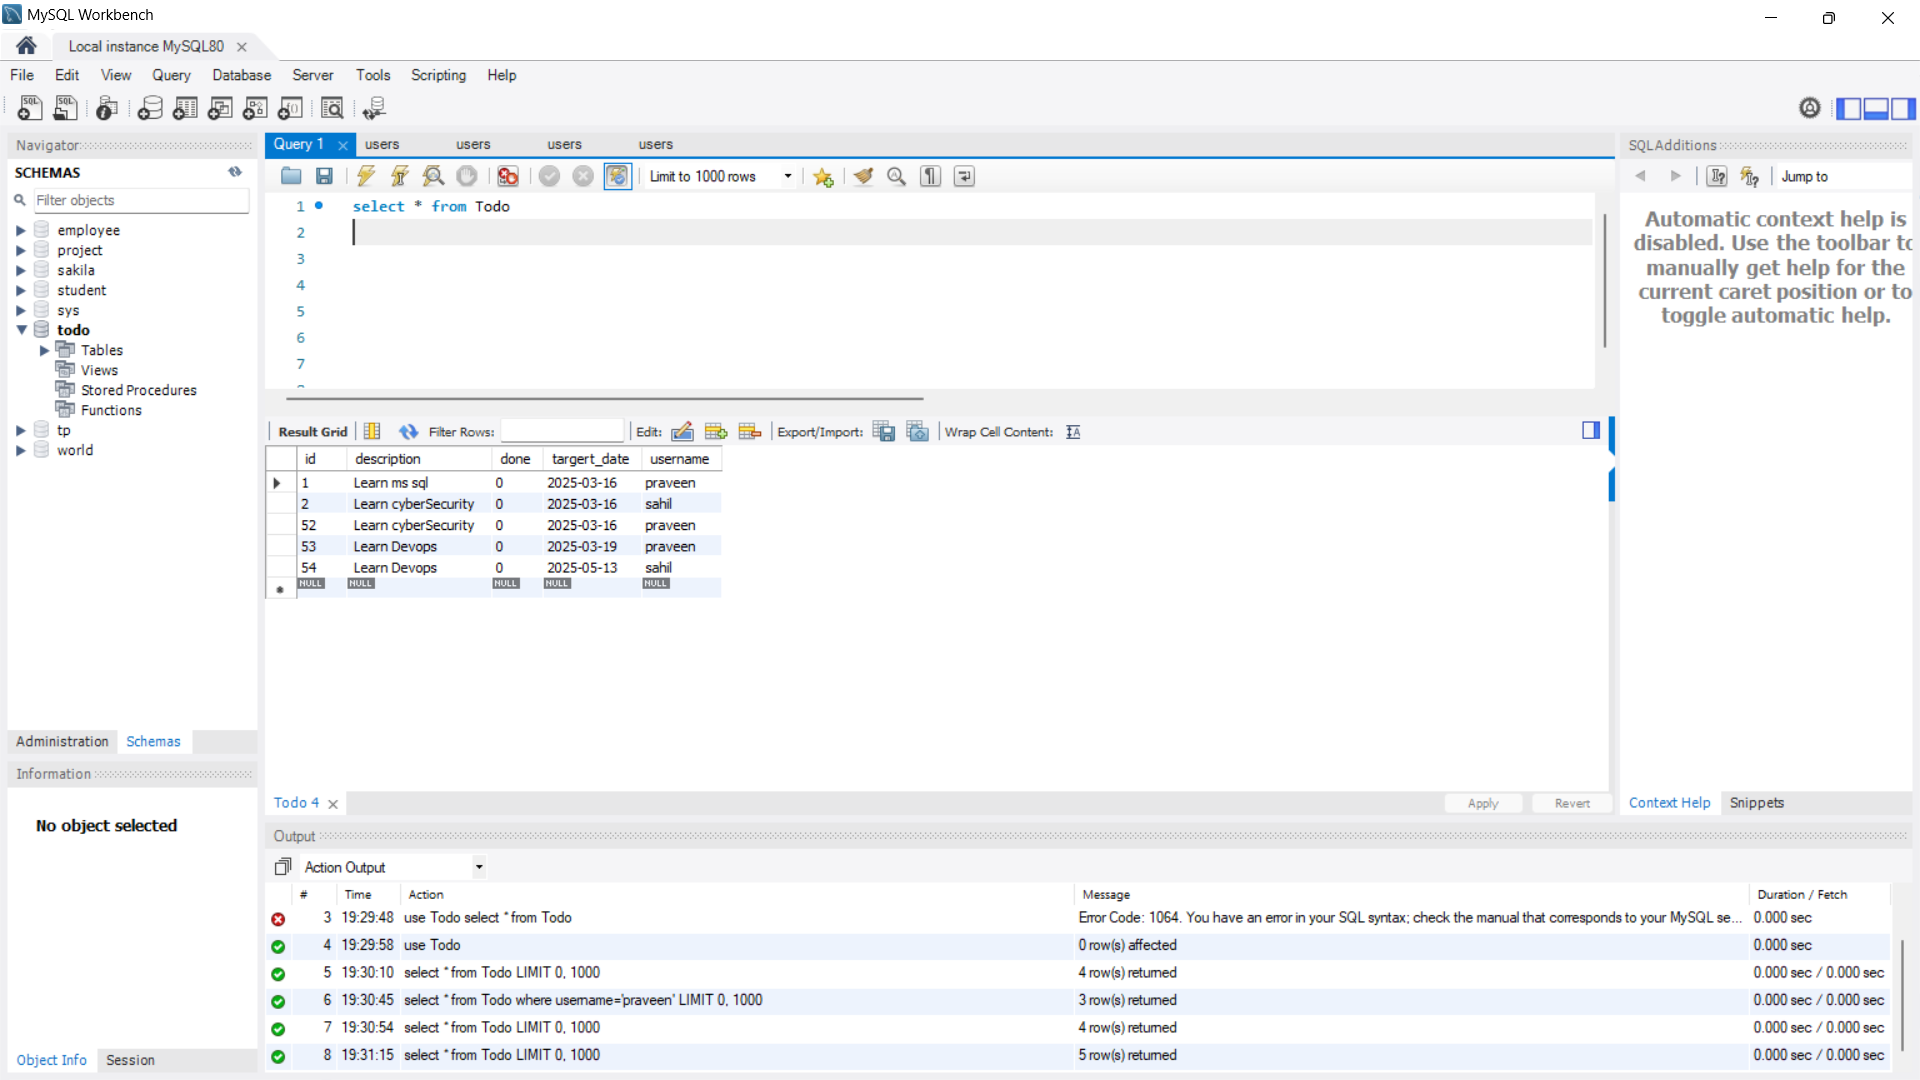 MySQL Workbench
Local instance MySQL80
File Edit View Query Database Server Tools Scripting Help
Navigator
SCHEMAS
Filter objects
employee
project
sakila
student
sys
todo
Tables
Views
Stored Procedures
Functions
tp
world
Administration Schemas
Information
No object selected
Object Info Session
Query 1 users users users users
Limit to 1000 rows
1 select * from Todo
2
3
4
5
6
7
Result Grid Filter Rows: Edit: Export/Import: Wrap Cell Content:
id description done targert_date username
1 Learn ms sql 0 2025-03-16 praveen
2 Learn cyberSecurity 0 2025-03-16 sahil
52 Learn cyberSecurity 0 2025-03-16 praveen
53 Learn Devops 0 2025-03-19 praveen
54 Learn Devops 0 2025-05-13 sahil
NULL NULL NULL NULL NULL
Todo 4 Apply Revert
SQLAdditions
Jump to
Automatic context help is
disabled. Use the toolbar to
manually get help for the
current caret position or to
toggle automatic help.
Context Help Snippets
Output
Action Output
# Time Action Message Duration / Fetch
3 19:29:48 use Todo select * from Todo Error Code: 1064. You have an error in your SQL syntax; check the manual that corresponds to your MySQL se... 0.000 sec
4 19:29:58 use Todo 0 row(s) affected 0.000 sec
5 19:30:10 select * from Todo LIMIT 0, 1000 4 row(s) returned 0.000 sec / 0.000 sec
6 19:30:45 select * from Todo where username='praveen' LIMIT 0, 1000 3 row(s) returned 0.000 sec / 0.000 sec
7 19:30:54 select * from Todo LIMIT 0, 1000 4 row(s) returned 0.000 sec / 0.000 sec
8 19:31:15 select * from Todo LIMIT 0, 1000 5 row(s) returned 0.000 sec / 0.000 sec